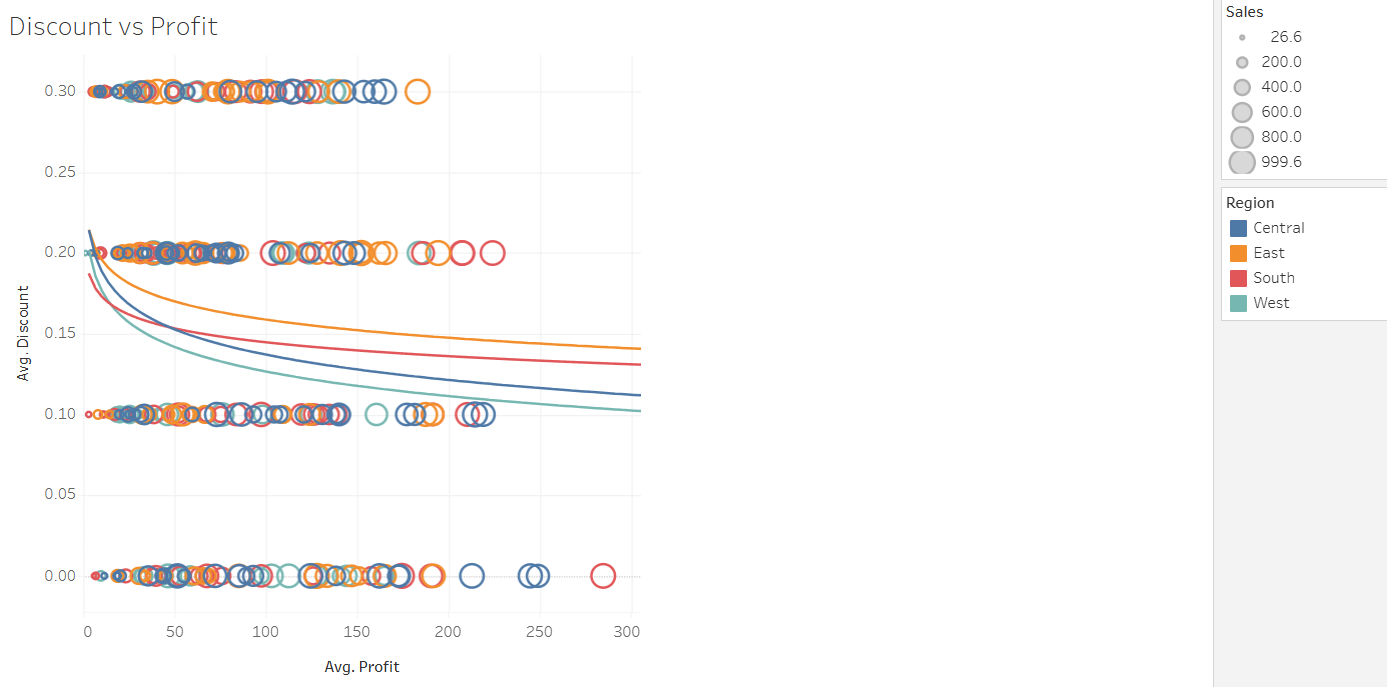 Discount vs Profit
0.30
0.25
0.20
0.15
0.10
0.05
0.00
Avg. Discount
0 50 100 150 200 250 300
Avg. Profit
Sales
26.6
200.0
400.0
600.0
800.0
999.6
Region
Central
East
South
West